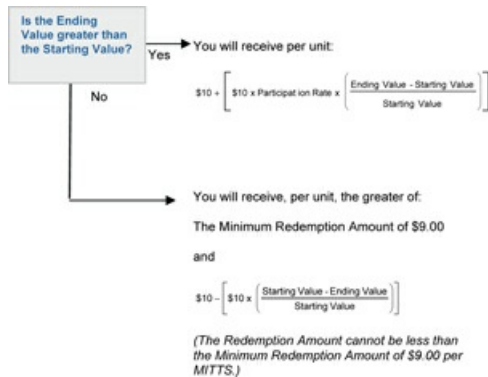 Is the Ending
Value greater than
the Starting Value?
Yes
You will receive per unit:
$10 + [ $10 x Participat ion Rate x ( Ending Value - Starting Value
Starting Value ) ]
No
You will receive, per unit, the greater of:
The Minimum Redemption Amount of $9.00
and
$10 – [ $10 x ( Starting Value - Ending Value
Starting Value ) ]
(The Redemption Amount cannot be less than
the Minimum Redemption Amount of $9.00 per
MITTS.)